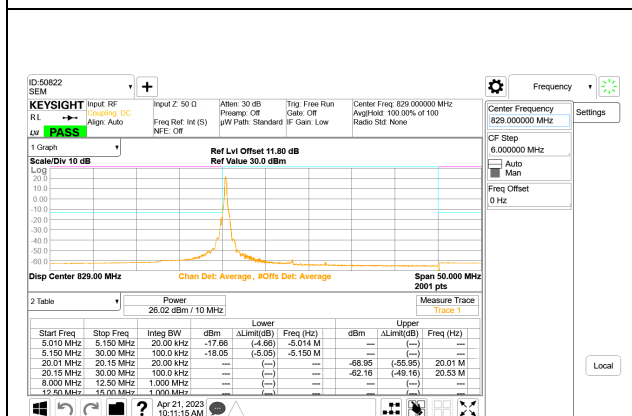 ID:50822
SEM
Frequency
KEYSIGHT Input: RF Input Z: 50 Ω Atten: 30 dB Trig: Free Run Center Freq: 829.000000 MHz
RL Coupling: DC Preamp: Off Gate: Off Avg|Hold: 100.00% of 100
Align: Auto Freq Ref: Int (S) µW Path: Standard IF Gain: Low Radio Std: None
PASS NFE: Off
Center Frequency
829.000000 MHz
Settings
CF Step
6.000000 MHz
Auto
Man
Freq Offset
0 Hz
1 Graph
Ref Lvl Offset 11.80 dB
Scale/Div 10 dB Ref Value 30.0 dBm
Log
20.0
10.0
0.00
-10.0
-20.0
-30.0
-40.0
-50.0
-60.0
Disp Center 829.00 MHz Chan Det: Average, #Offs Det: Average Span 50.000 MHz
2001 pts
2 Table
Power
26.02 dBm / 10 MHz
Measure Trace
Trace 1
Lower Upper
Start Freq Stop Freq Integ BW dBm ΔLimit(dB) Freq (Hz) dBm ΔLimit(dB) Freq (Hz)
5.010 MHz 5.150 MHz 20.00 kHz -17.66 (-4.66) -5.014 M --- (---) ---
5.150 MHz 30.00 MHz 100.0 kHz -18.05 (-5.05) -5.150 M --- (---) ---
20.01 MHz 20.15 MHz 20.00 kHz --- (---) --- -68.95 (-55.95) 20.01 M
20.15 MHz 30.00 MHz 100.0 kHz --- (---) --- -62.16 (-49.16) 20.53 M
8.000 MHz 12.50 MHz 1.000 MHz --- (---) --- --- (---) ---
12.50 MHz 15.00 MHz 1.000 MHz --- (---) --- --- (---) ---
Local
Apr 21, 2023
10:11:15 AM